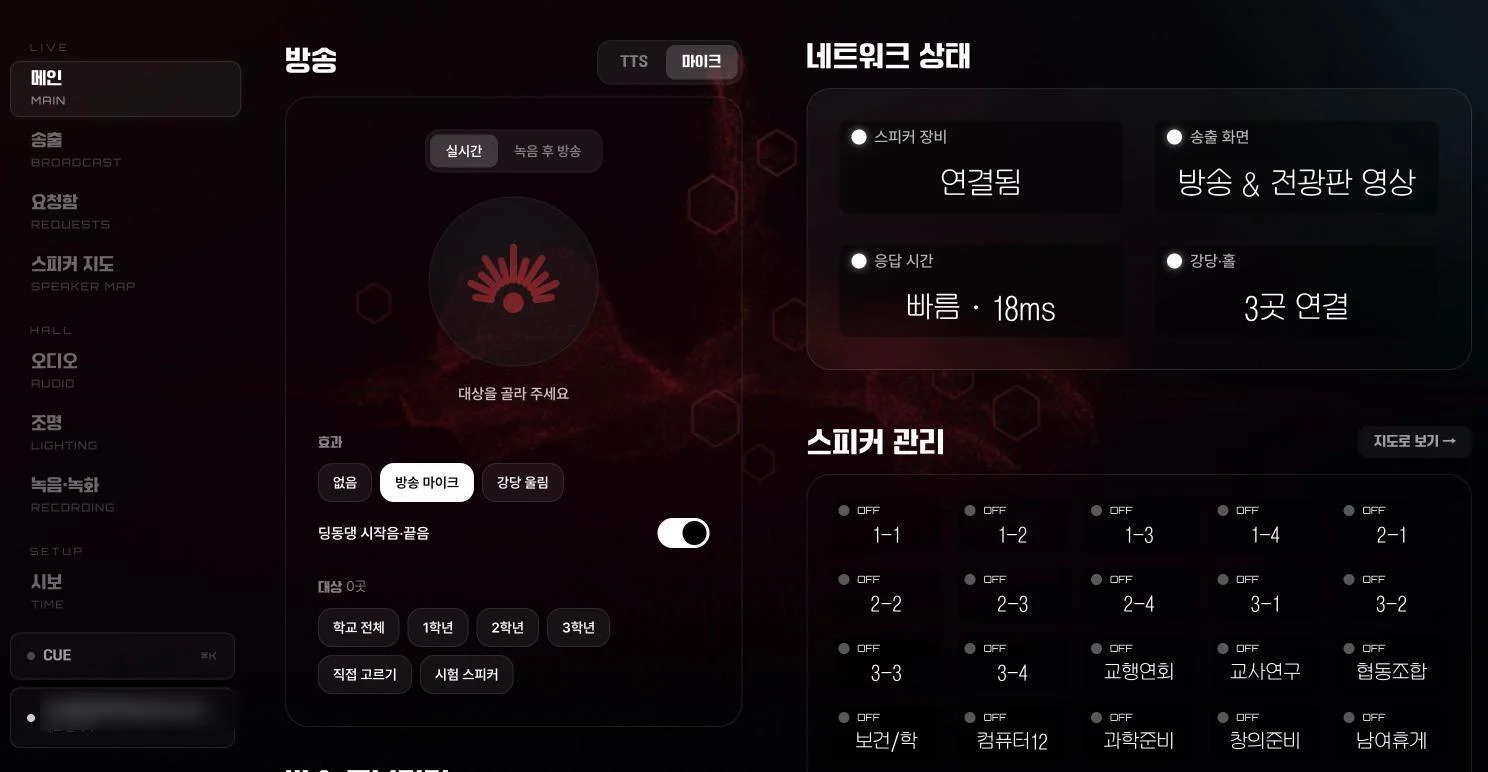 LIVE
메인
MAIN
송출
BROADCAST
요청함
REQUESTS
스피커 지도
SPEAKER MAP
HALL
오디오
AUDIO
조명
LIGHTING
녹음·녹화
RECORDING
SETUP
시보
TIME
CUE ⌘K
방송
TTS 마이크
실시간 녹음 후 방송
대상을 골라 주세요
효과
없음 방송 마이크 강당 울림
딩동댕 시작음·끝음
대상 0곳
학교 전체 1학년 2학년 3학년
직접 고르기 시험 스피커
네트워크 상태
스피커 장비
연결됨
송출 화면
방송 & 전광판 영상
응답 시간
빠름 · 18ms
강당·홀
3곳 연결
스피커 관리
지도로 보기 →
OFF OFF OFF OFF OFF
1-1 1-2 1-3 1-4 2-1
OFF OFF OFF OFF OFF
2-2 2-3 2-4 3-1 3-2
OFF OFF OFF OFF OFF
3-3 3-4 교행연회 교사연구 협동조합
OFF OFF OFF OFF OFF
보건/학 컴퓨터12 과학준비 창의준비 남여휴게